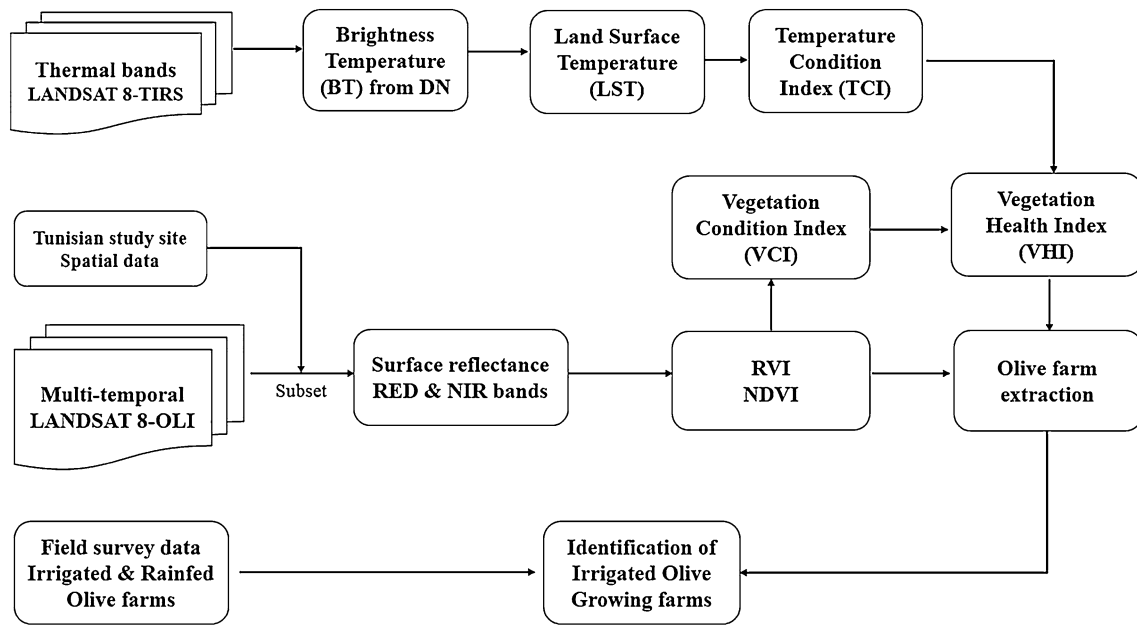 Thermal bands
LANDSAT 8-TIRS
Brightness
Temperature
(BT) from DN
Land Surface
Temperature
(LST)
Temperature
Condition
Index (TCI)
Vegetation
Condition Index
(VCI)
Vegetation
Health Index
(VHI)
Tunisian study site
Spatial data
Multi-temporal
LANDSAT 8-OLI
Subset
Surface reflectance
RED & NIR bands
RVI
NDVI
Olive farm
extraction
Field survey data
Irrigated & Rainfed
Olive farms
Identification of
Irrigated Olive
Growing farms